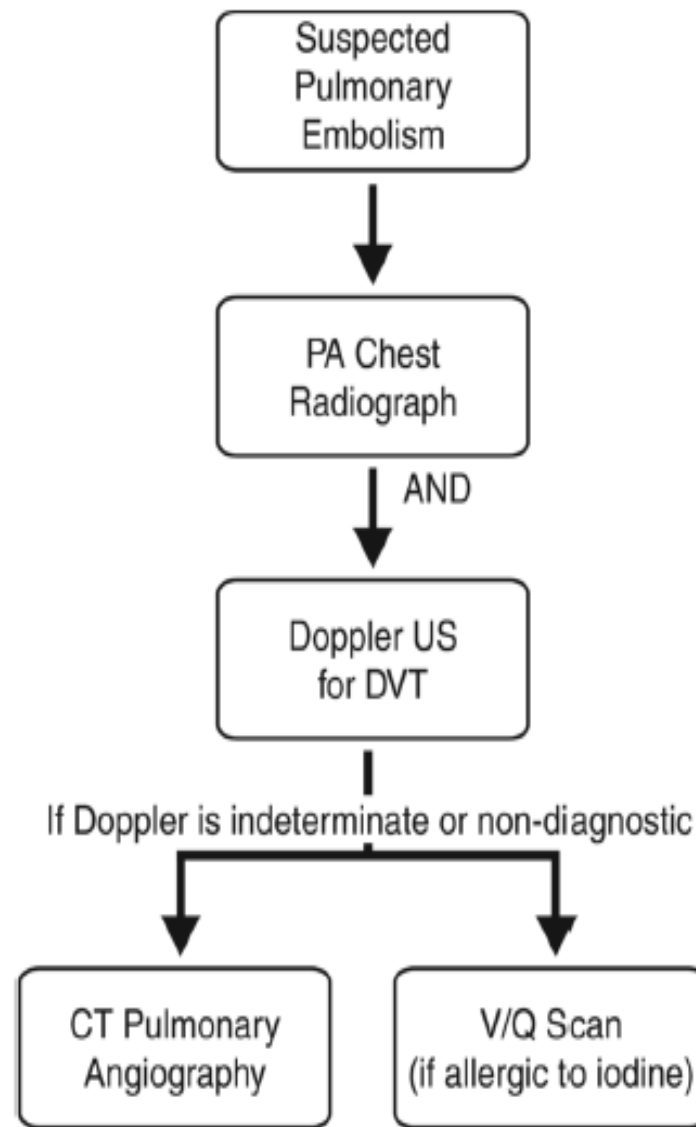 Suspected
Pulmonary
Embolism
PA Chest
Radiograph
AND
Doppler US
for DVT
If Doppler is indeterminate or non-diagnostic
CT Pulmonary
Angiography
V/Q Scan
(if allergic to iodine)